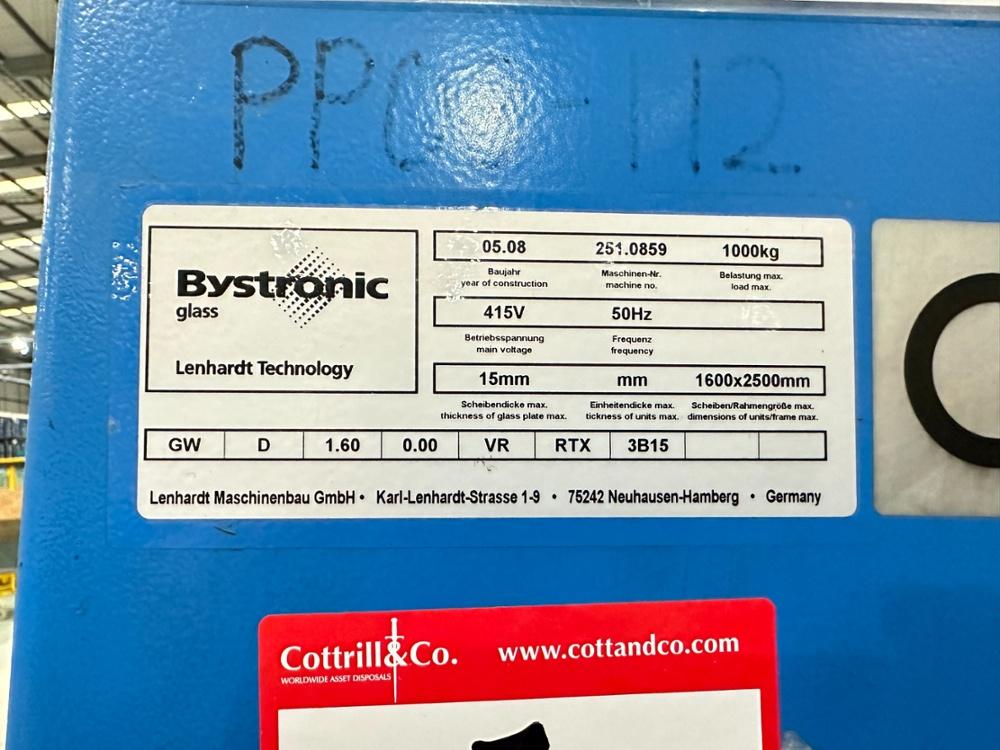 PPC-112
Bystronic
glass
Lenhardt Technology
05.08 251.0859 1000kg
Baujahr Maschinen-Nr. Belastung max.
year of construction machine no. load max.
415V 50Hz
Betriebsspannung Frequenz
main voltage frequency
15mm mm 1600x2500mm
Scheibendicke max. Einheitendicke max. Scheiben/Rahmengröße max.
thickness of glass plate max. tickness of units max. dimensions of units/frame max.
GW D 1.60 0.00 VR RTX 3B15
Lenhardt Maschinenbau GmbH • Karl-Lenhardt-Strasse 1-9 • 75242 Neuhausen-Hamberg • Germany
Cottrill&Co. www.cottandco.com
WORLDWIDE ASSET DISPOSALS